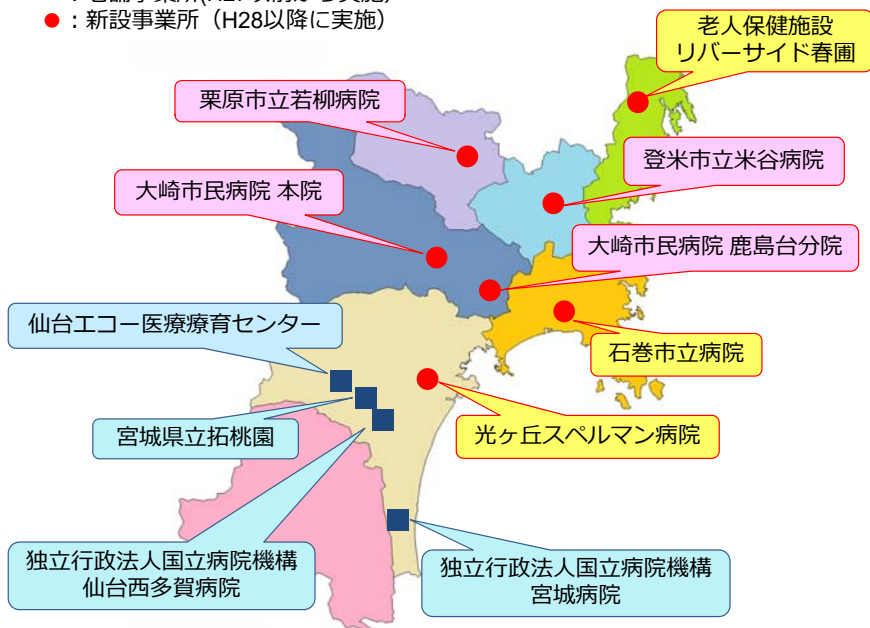 ●：新設事業所（H28以降に実施）
老人保健施設
リバーサイド春圃
栗原市立若柳病院
登米市立米谷病院
大崎市民病院 本院
大崎市民病院 鹿島台分院
仙台エコー医療療育センター
石巻市立病院
宮城県立拓桃園
光ヶ丘スペルマン病院
独立行政法人国立病院機構
仙台西多賀病院
独立行政法人国立病院機構
宮城病院